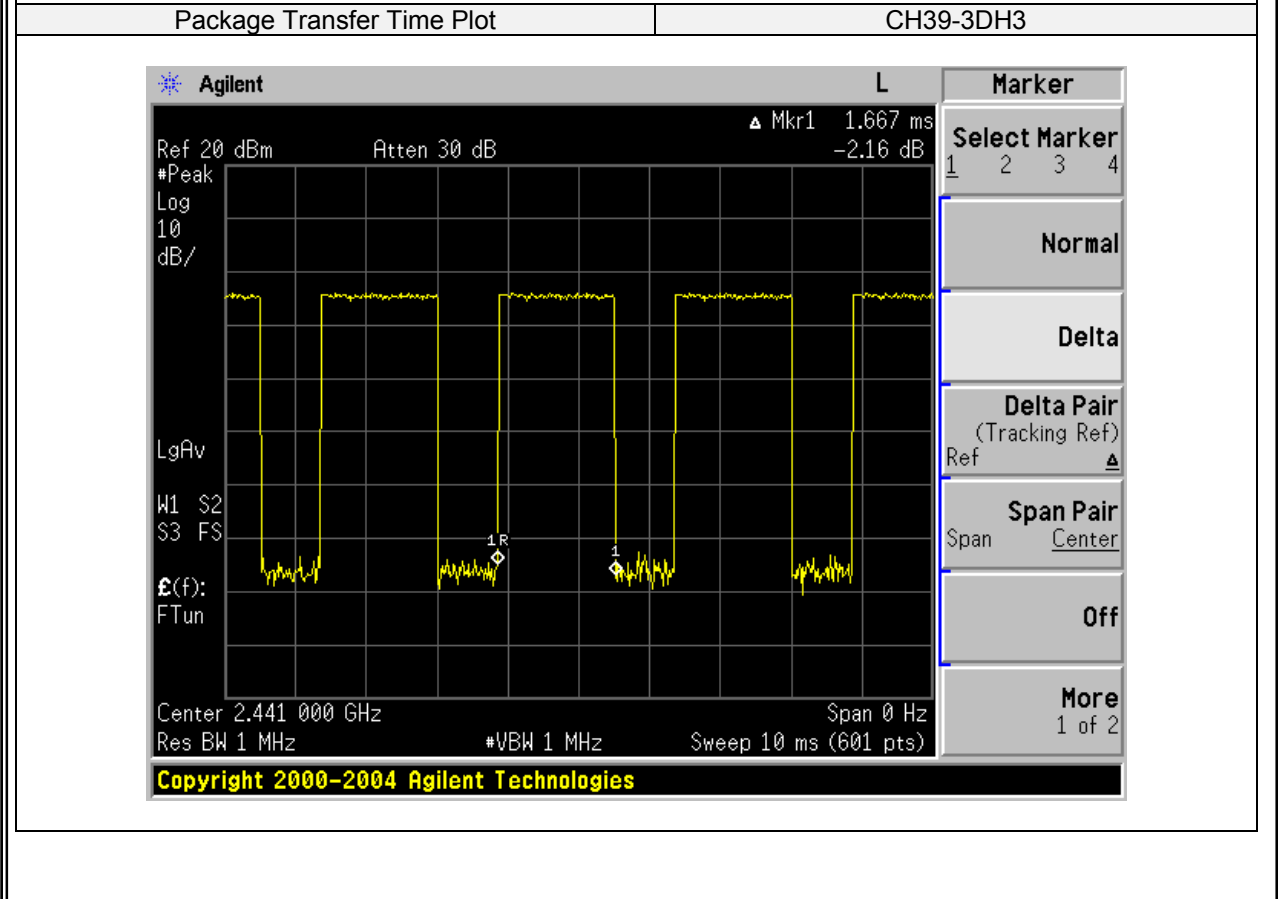 Package Transfer Time Plot CH39-3DH3
Agilent L Marker
Δ Mkr1 1.667 ms
Ref 20 dBm Atten 30 dB -2.16 dB
#Peak
Log
10
dB/
LgAv
W1 S2
S3 FS
£(f):
FTun
1R
1
Center 2.441 000 GHz Span 0 Hz
Res BW 1 MHz #VBW 1 MHz Sweep 10 ms (601 pts)
Copyright 2000-2004 Agilent Technologies
Select Marker
1 2 3 4
Normal
Delta
Delta Pair
(Tracking Ref)
Ref Δ
Span Pair
Span Center
Off
More
1 of 2